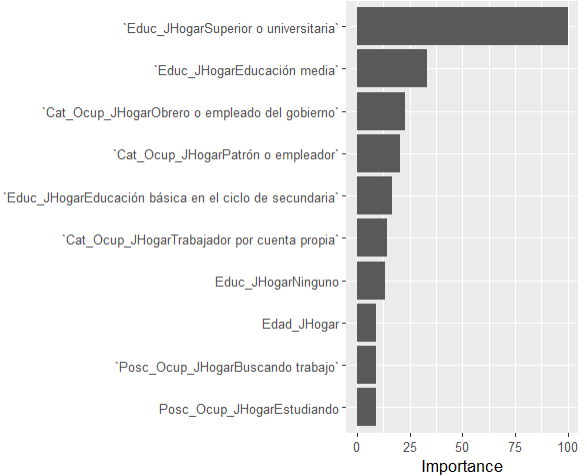 `Educ_JHogarSuperior o universitaria`
`Educ_JHogarEducación media`
`Cat_Ocup_JHogarObrero o empleado del gobierno`
`Cat_Ocup_JHogarPatrón o empleador`
`Educ_JHogarEducación básica en el ciclo de secundaria`
`Cat_Ocup_JHogarTrabajador por cuenta propia`
Educ_JHogarNinguno
Edad_JHogar
`Posc_Ocup_JHogarBuscando trabajo`
Posc_Ocup_JHogarEstudiando
0 25 50 75 100
Importance